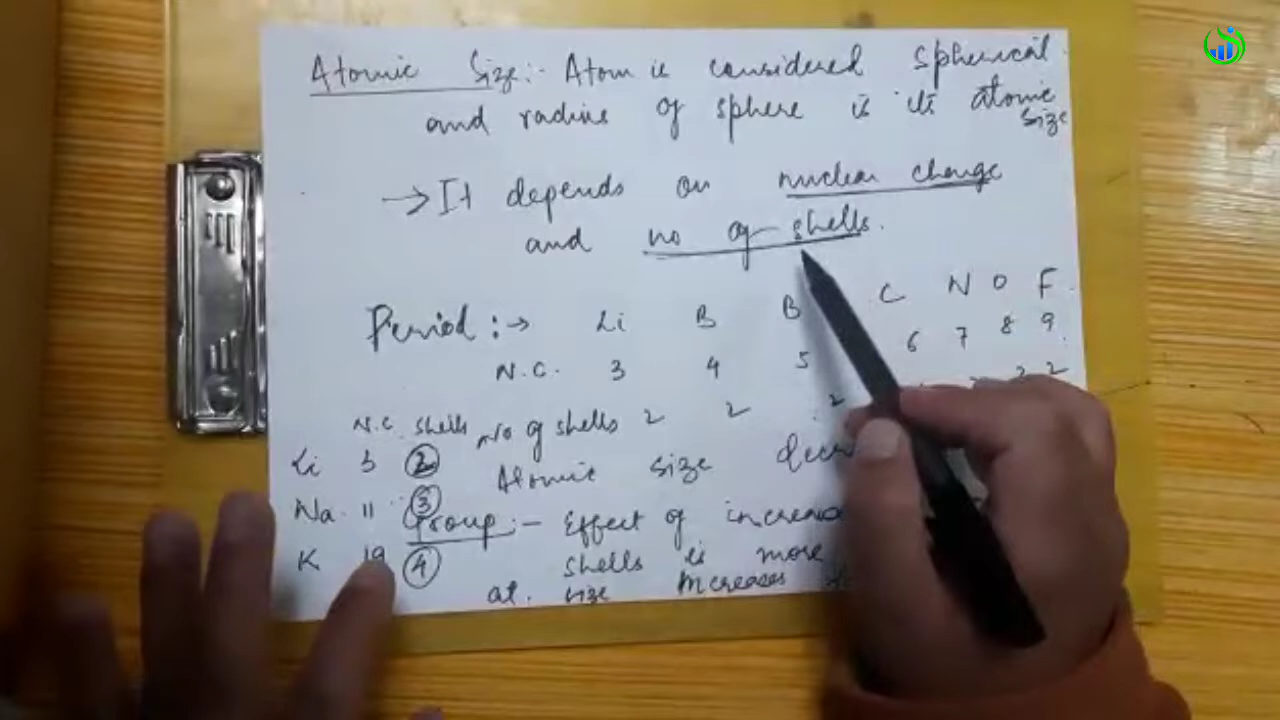 Atomic Size:- Atom is considered spherical
and radius of sphere is its atomic
size
→ It depends on nuclear charge
and no of shells.
Period :→ Li B B C N O F
N.C. 3 4 5 6 7 8 9
N.C. shells No of shells 2 2 2 2 2
Li 3 2
Atomic size
Na 11 3
Group :- Effect of
K 19 4
shells is more
at. size increases